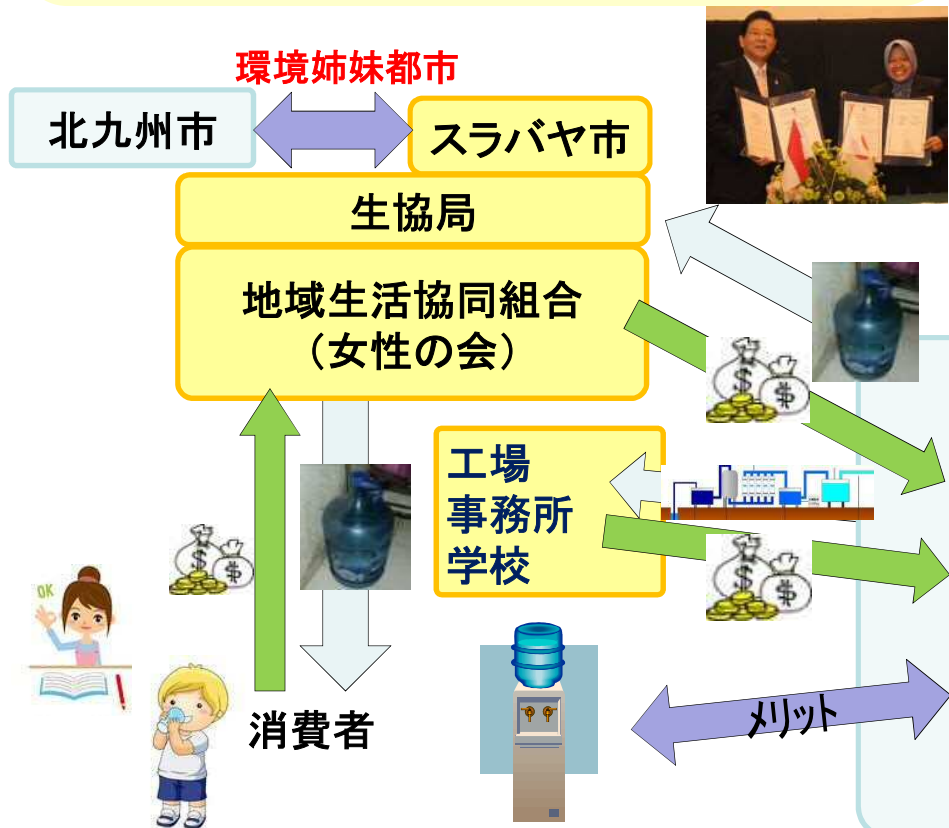 環境姉妹都市
北九州市
スラバヤ市
生協局
地域生活協同組合
（女性の会）
工場
事務所
学校
OK
消費者
メリット